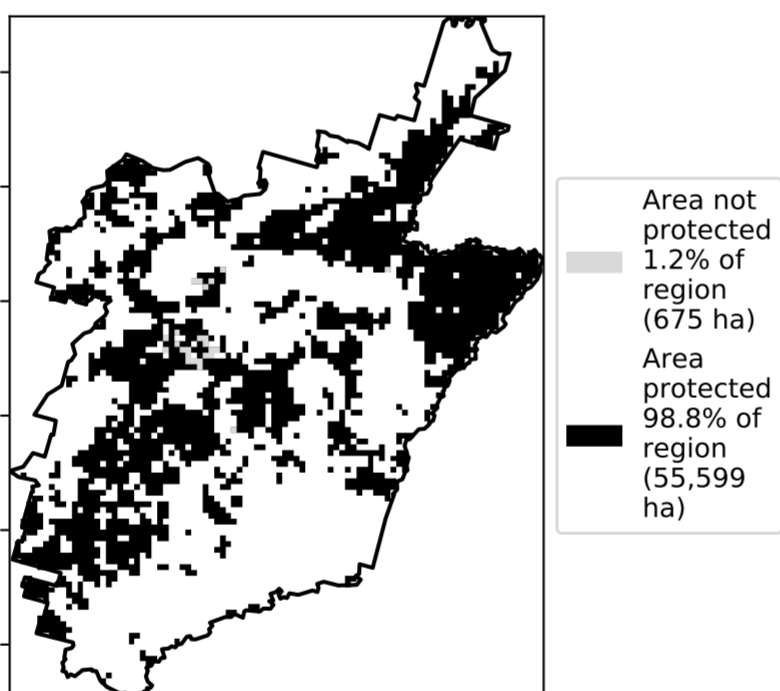 Area not
protected
1.2% of
region
(675 ha)
Area
protected
98.8% of
region
(55,599
ha)